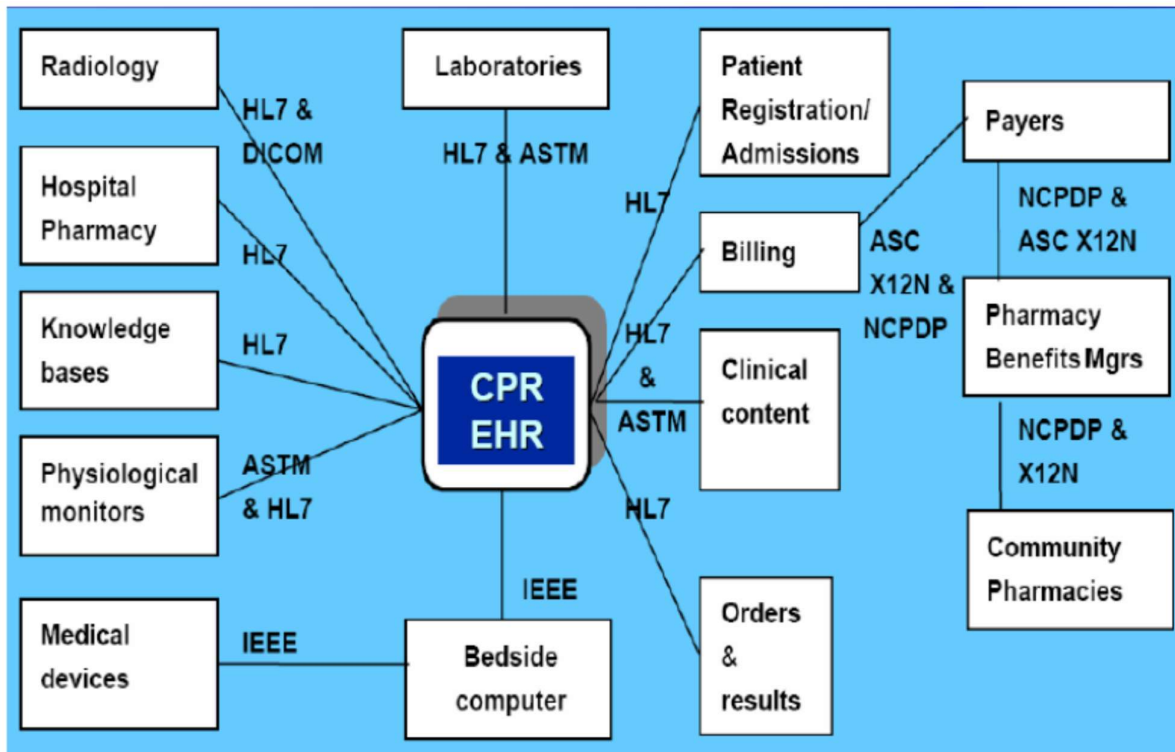 Radiology
HL7 &
DICOM
Hospital
Pharmacy
HL7
Knowledge
bases
HL7
Physiological
monitors
ASTM
& HL7
Medical
devices
IEEE
Laboratories
HL7 & ASTM
CPR
EHR
IEEE
Bedside
computer
Patient
Registration/
Admissions
HL7
Billing
HL7
&
ASTM
Clinical
content
HL7
Orders
&
results
ASC
X12N &
NCPDP
Payers
NCPDP &
ASC X12N
Pharmacy
Benefits Mgrs
NCPDP &
X12N
Community
Pharmacies